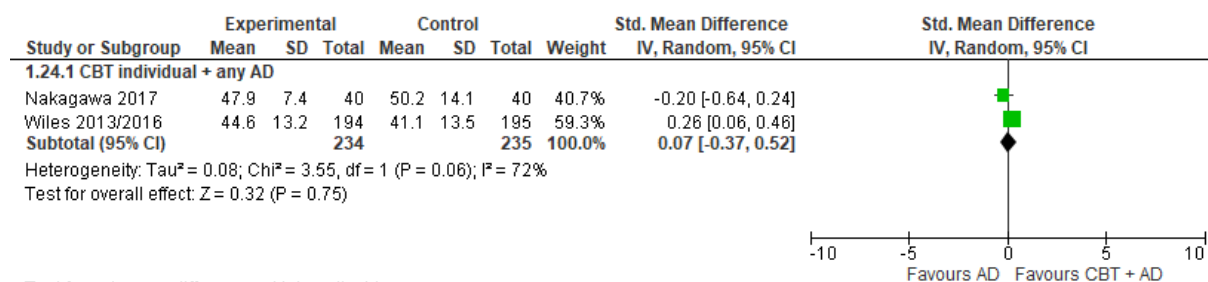 Experimental Control Std. Mean Difference Std. Mean Difference
Study or Subgroup Mean SD Total Mean SD Total Weight IV, Random, 95% CI IV, Random, 95% CI
1.24.1 CBT individual + any AD
Nakagawa 2017 47.9 7.4 40 50.2 14.1 40 40.7% -0.20 [-0.64, 0.24]
Wiles 2013/2016 44.6 13.2 194 41.1 13.5 195 59.3% 0.26 [0.06, 0.46]
Subtotal (95% CI) 234 235 100.0% 0.07 [-0.37, 0.52]
Heterogeneity: Tau² = 0.08; Chi² = 3.55, df = 1 (P = 0.06); I² = 72%
Test for overall effect: Z = 0.32 (P = 0.75)
-10 -5 0 5 10
Favours AD Favours CBT + AD